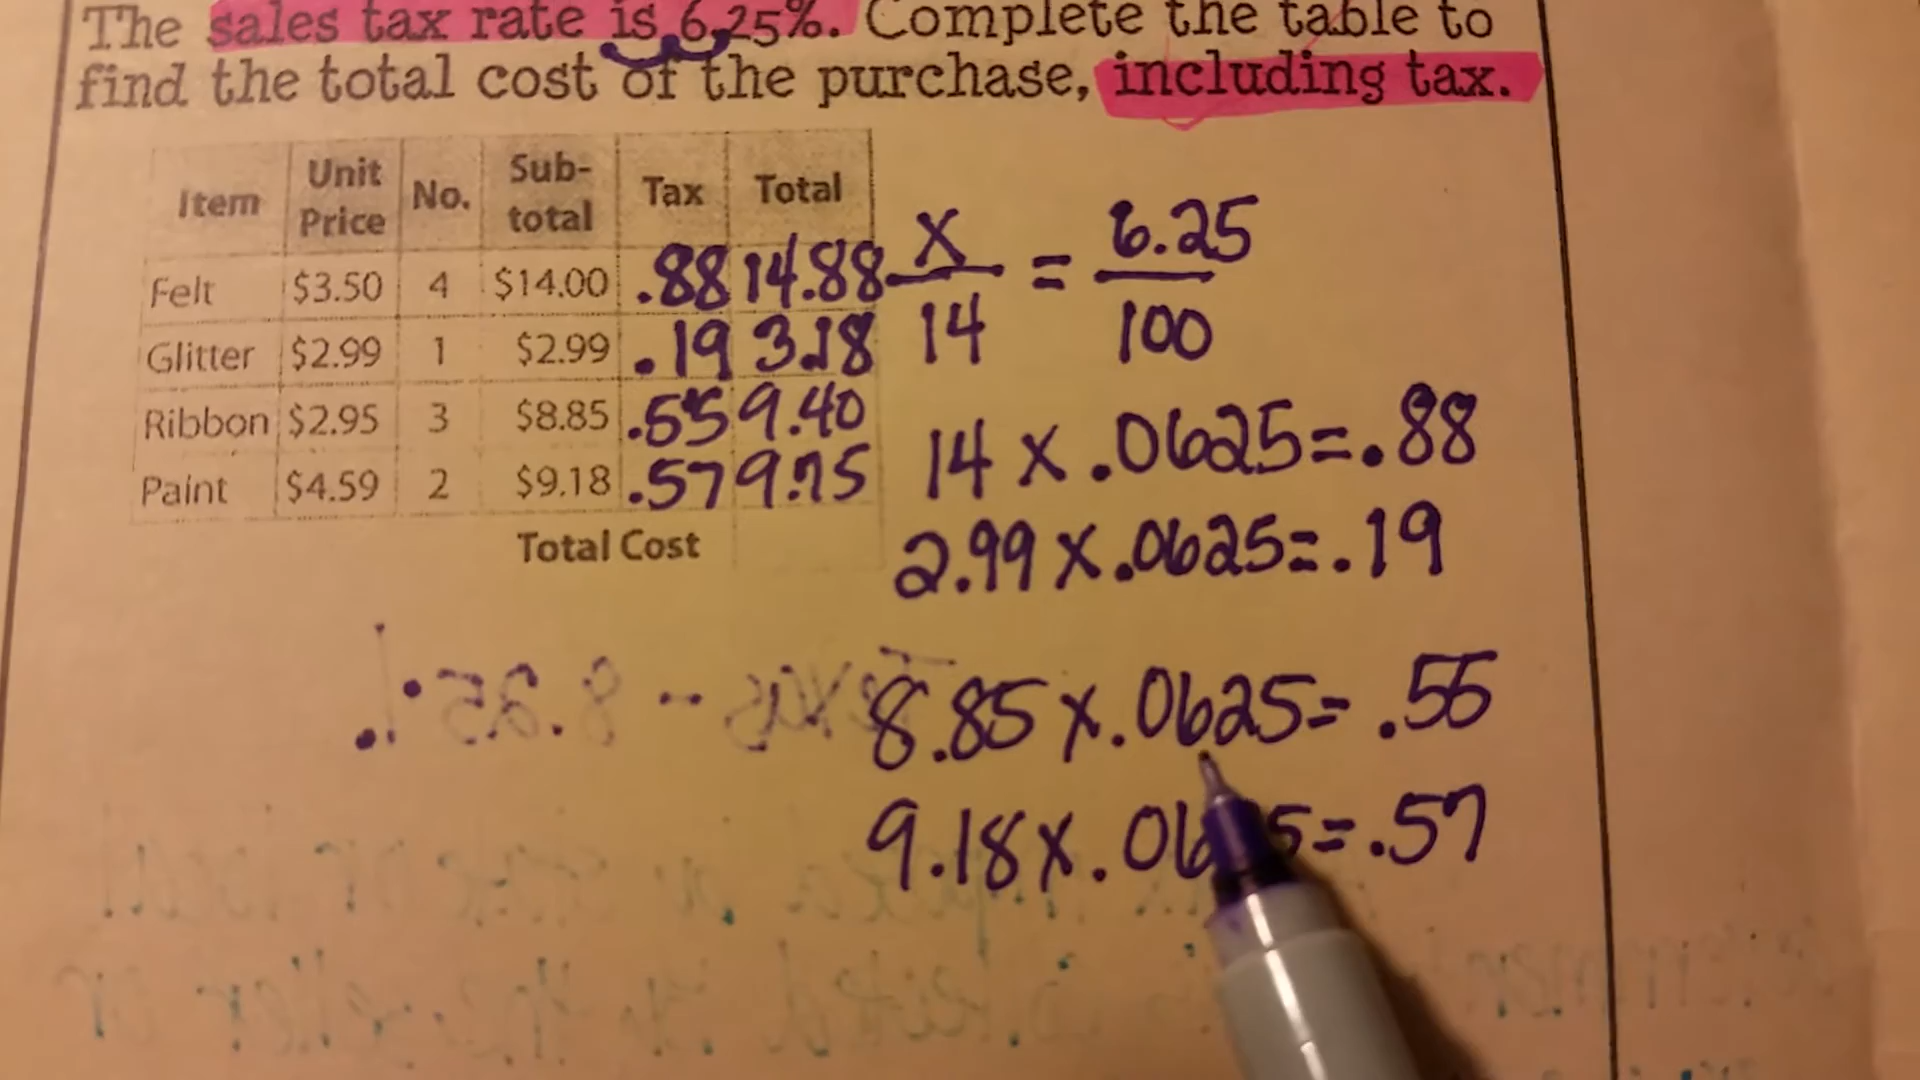 The sales tax rate is 6.25%. Complete the table to
find the total cost of the purchase, including tax.
Item Unit Price No. Sub-total Tax Total
Felt $3.50 4 $14.00 .88 14.88
Glitter $2.99 1 $2.99 .19 3.18
Ribbon $2.95 3 $8.85 .55 9.40
Paint $4.59 2 $9.18 .57 9.75
Total Cost
x/14 = 6.25/100
14 x .0625=.88
2.99 x .0625=.19
8.85 x .0625= .55
9.18 x .06 5= .57
Texas - 8.25%